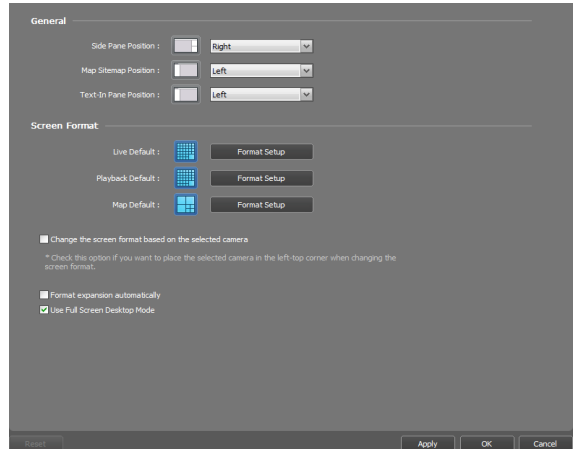 General
Side Pane Position : Right
Map Sitemap Position : Left
Text-In Pane Position : Left
Screen Format
Live Default : Format Setup
Playback Default : Format Setup
Map Default : Format Setup
Change the screen format based on the selected camera
* Check this option if you want to place the selected camera in the left-top corner when changing the
screen format.
Format expansion automatically
Use Full Screen Desktop Mode
Reset Apply OK Cancel